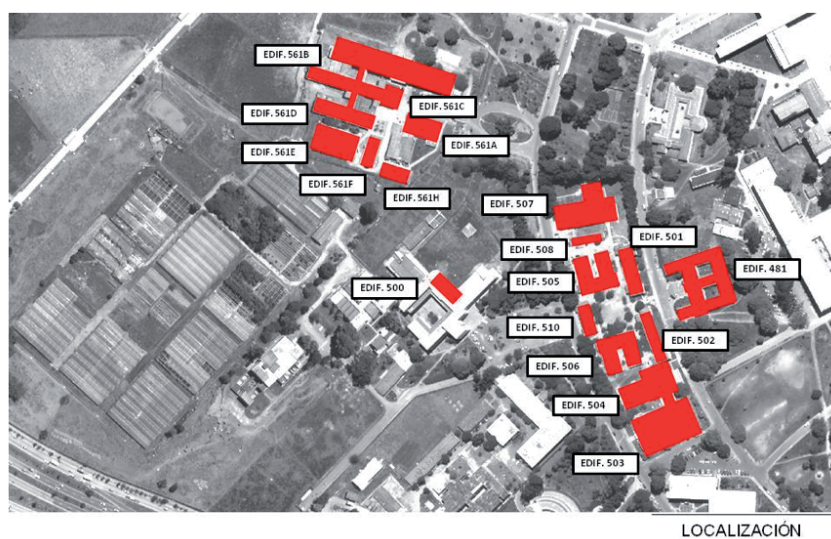 EDIF. 561B
EDIF. 561C
EDIF. 561D
EDIF. 561A
EDIF. 561E
EDIF. 561F
EDIF. 561H
EDIF. 507
EDIF. 501
EDIF. 508
EDIF. 481
EDIF. 505
EDIF. 500
EDIF. 510
EDIF. 502
EDIF. 506
EDIF. 504
EDIF. 503
LOCALIZACIÓN